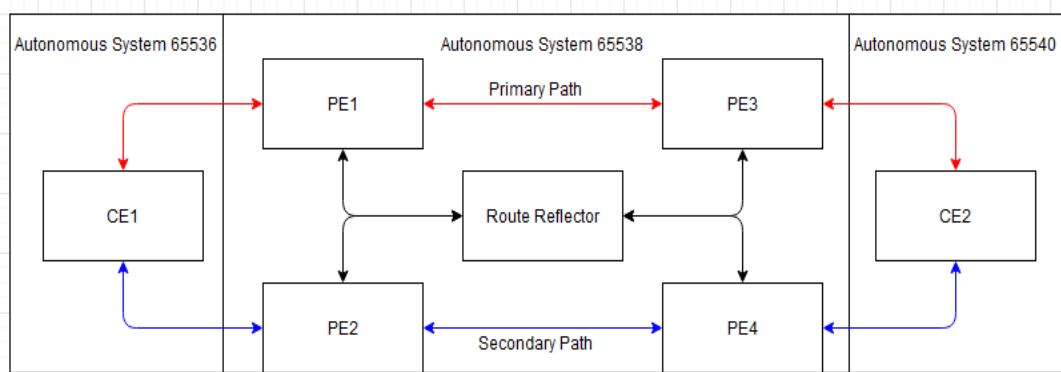 Autonomous System 65536
Autonomous System 65538
Autonomous System 65540
PE1
Primary Path
PE3
CE1
Route Reflector
CE2
PE2
Secondary Path
PE4